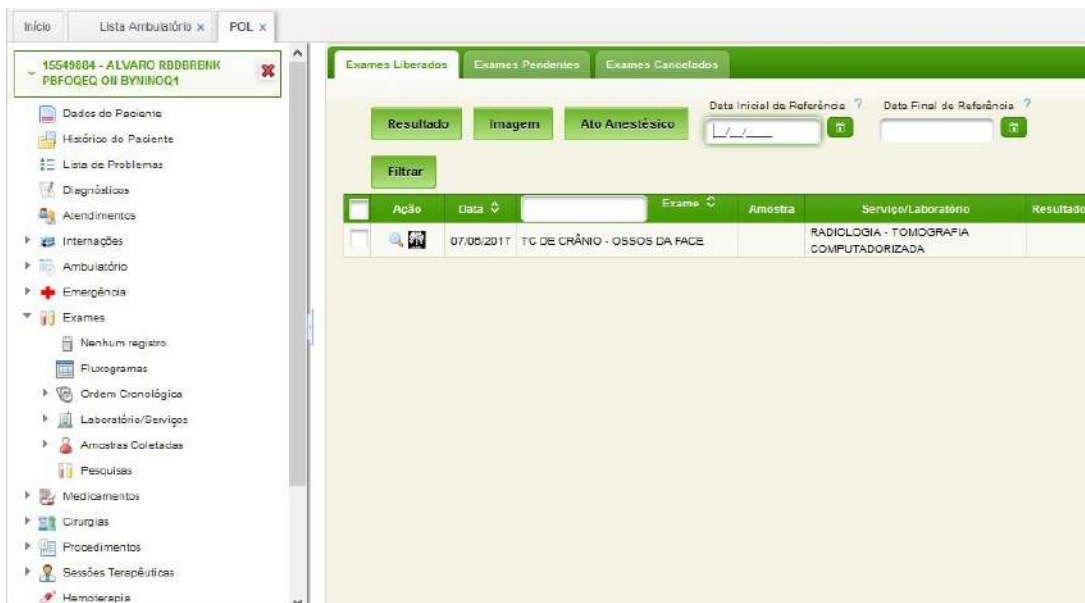 Início
Lista Ambulatório x
POL x
15549884 - ALVARO RBDBRENK
PBFOQEQ OII BYNINOQ1
Dados do Paciente
Histórico do Paciente
Lista de Problemas
Diagnósticos
Atendimentos
Internações
Ambulatório
Emergência
Exames
Nenhum registro.
Fluxogramas
Ordem Cronológica
Laboratório/Serviços
Amostras Coletadas
Pesquisas
Medicamentos
Cirurgias
Procedimentos
Sessões Terapêuticas
Hemoterapia
Exames Liberados
Exames Pendentes
Exames Cancelados
Resultado
Imagem
Ato Anestésico
Data Inicial de Referência ?
Data Final de Referência ?
__/__/____
Filtrar
Ação
Data
Exame
Amostra
Serviço/Laboratório
Resultado
07/06/2017
TC DE CRÂNIO - OSSOS DA FACE
RADIOLOGIA - TOMOGRAFIA
COMPUTADORIZADA